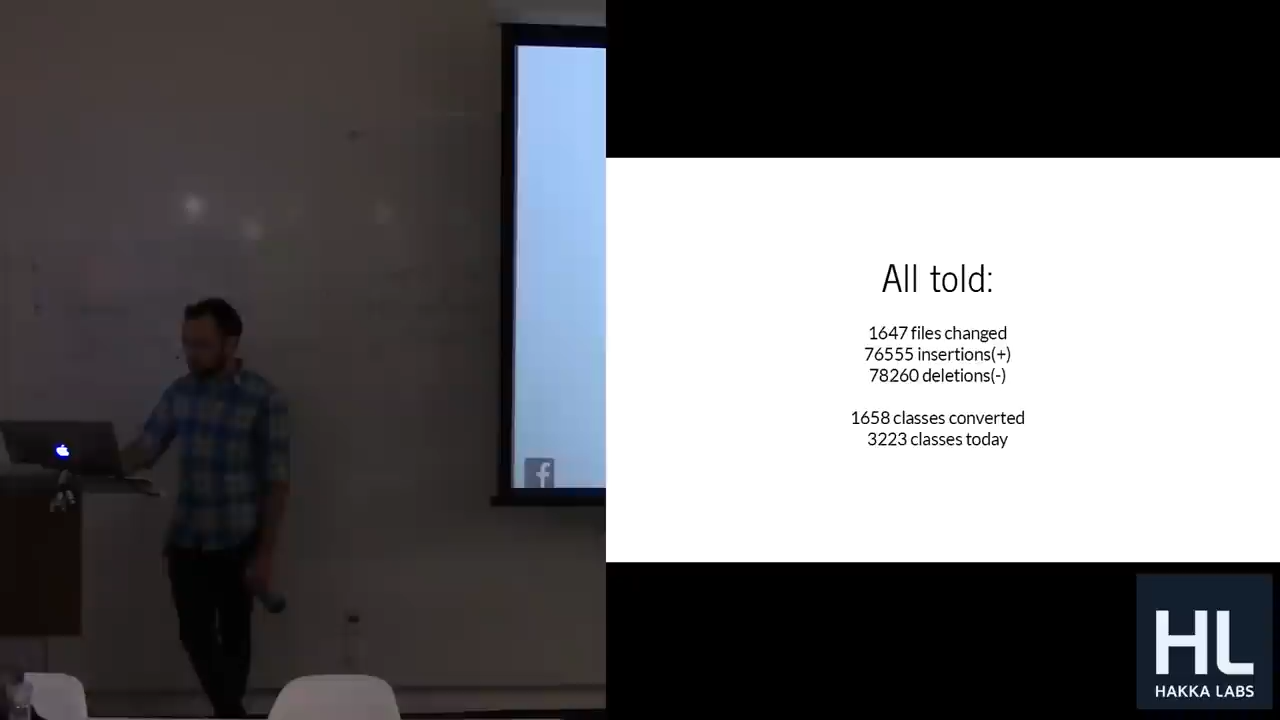 All told:
1647 files changed
76555 insertions(+)
78260 deletions(-)
1658 classes converted
3223 classes today
f
HL
HAKKA LABS